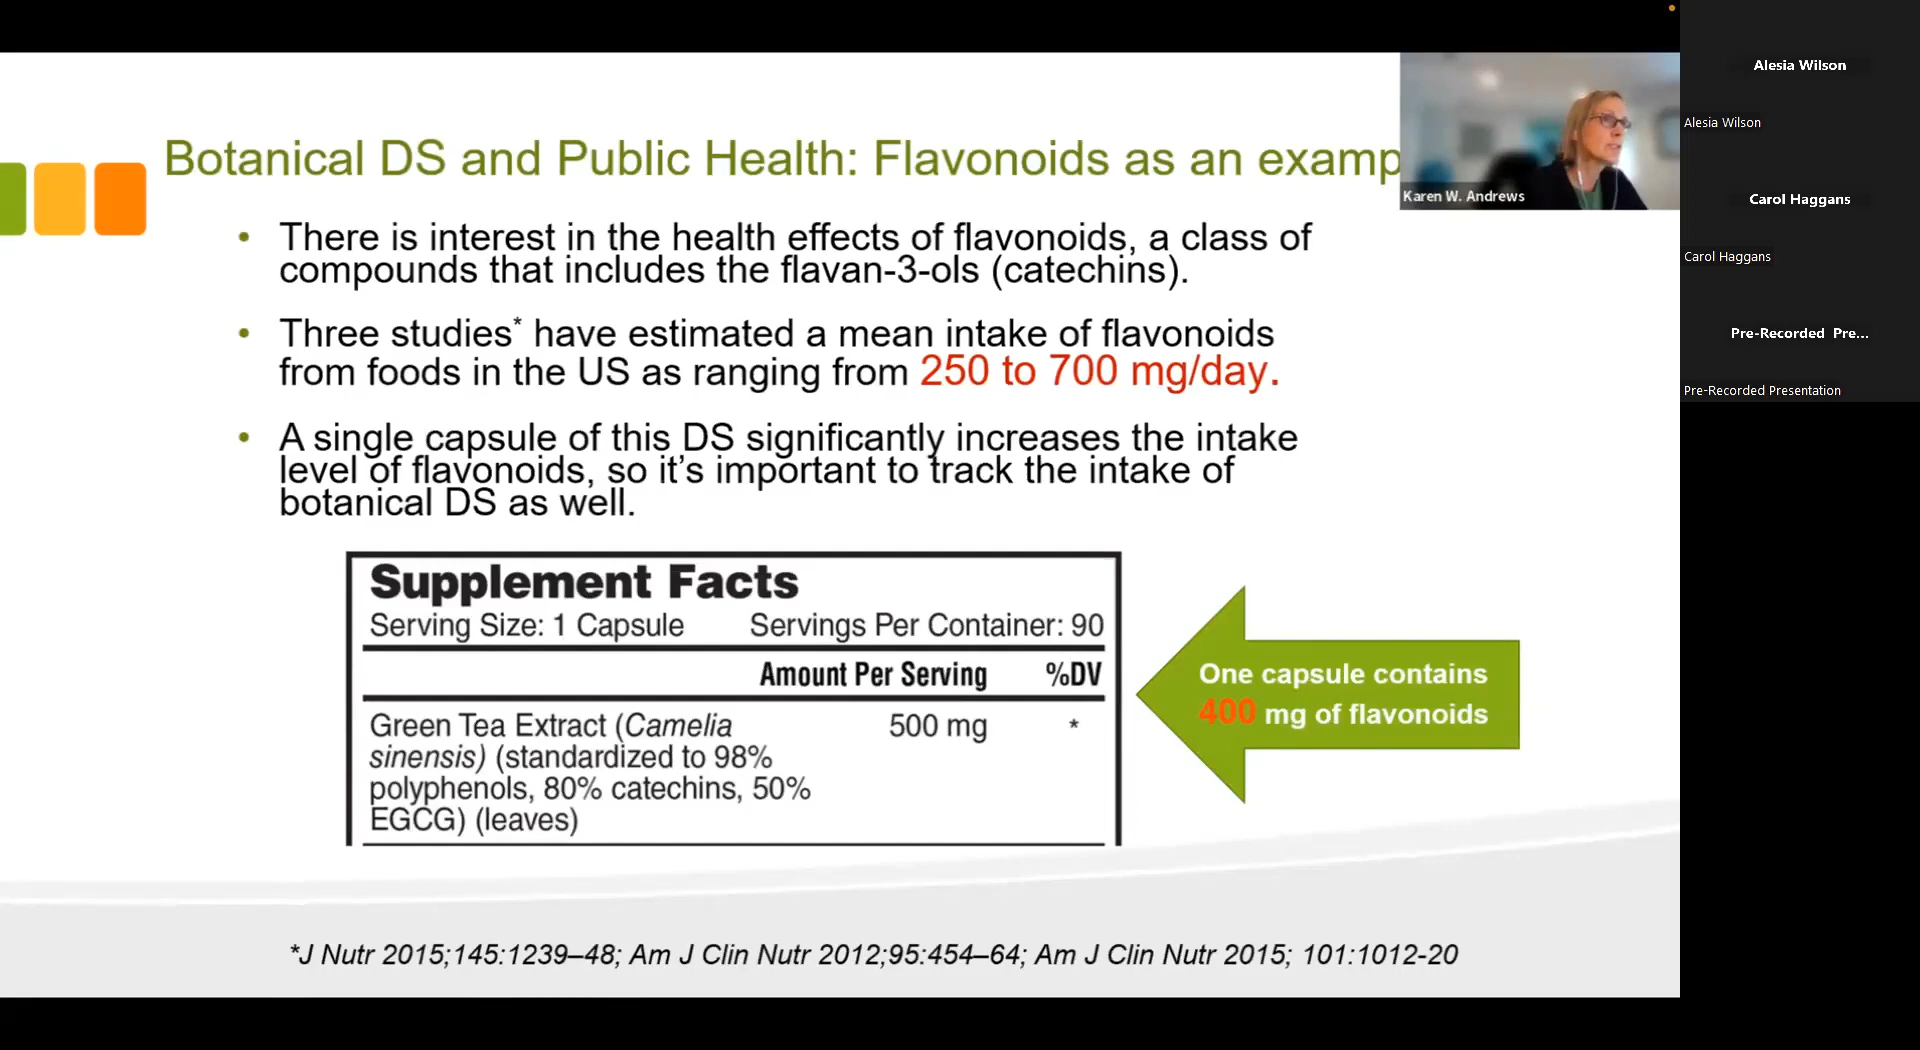 Botanical DS and Public Health: Flavonoids as an examp
• There is interest in the health effects of flavonoids, a class of
compounds that includes the flavan-3-ols (catechins).
• Three studies* have estimated a mean intake of flavonoids
from foods in the US as ranging from 250 to 700 mg/day.
• A single capsule of this DS significantly increases the intake
level of flavonoids, so it's important to track the intake of
botanical DS as well.
Supplement Facts
Serving Size: 1 Capsule Servings Per Container: 90
Amount Per Serving %DV
Green Tea Extract (Camelia 500 mg *
sinensis) (standardized to 98%
polyphenols, 80% catechins, 50%
EGCG) (leaves)
One capsule contains
400 mg of flavonoids
*J Nutr 2015;145:1239–48; Am J Clin Nutr 2012;95:454–64; Am J Clin Nutr 2015; 101:1012-20
Karen W. Andrews
Alesia Wilson
Alesia Wilson
Carol Haggans
Carol Haggans
Pre-Recorded Pre...
Pre-Recorded Presentation